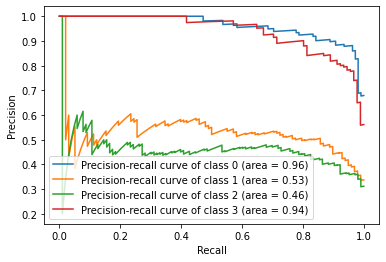 1.0
0.9
0.8
0.7
0.6
0.5
0.4
0.3
0.2
Precision
Precision-recall curve of class 0 (area = 0.96)
Precision-recall curve of class 1 (area = 0.53)
Precision-recall curve of class 2 (area = 0.46)
Precision-recall curve of class 3 (area = 0.94)
0.0 0.2 0.4 0.6 0.8 1.0
Recall